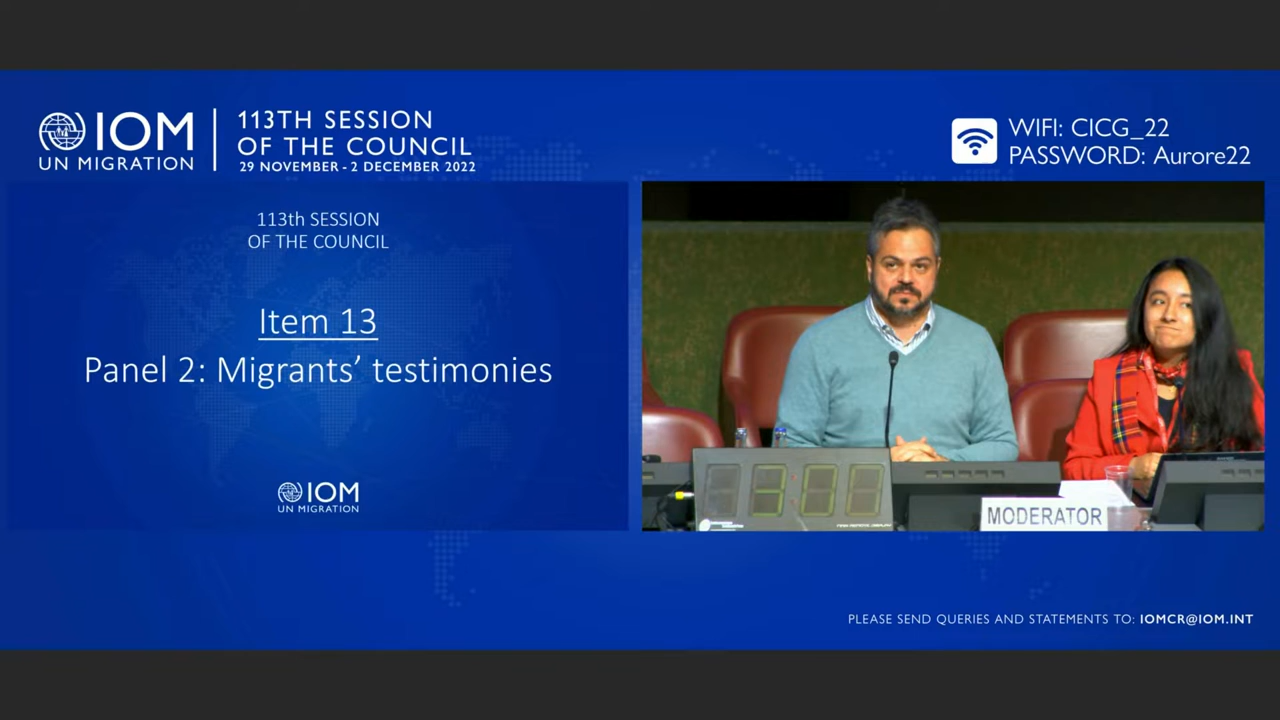 IOM
UN MIGRATION
113TH SESSION
OF THE COUNCIL
29 NOVEMBER - 2 DECEMBER 2022
WIFI: CICG_22
PASSWORD: Aurore22
113th SESSION
OF THE COUNCIL
Item 13
Panel 2: Migrants’ testimonies
IOM
UN MIGRATION
3:00
MODERATOR
PLEASE SEND QUERIES AND STATEMENTS TO: IOMCR@IOM.INT